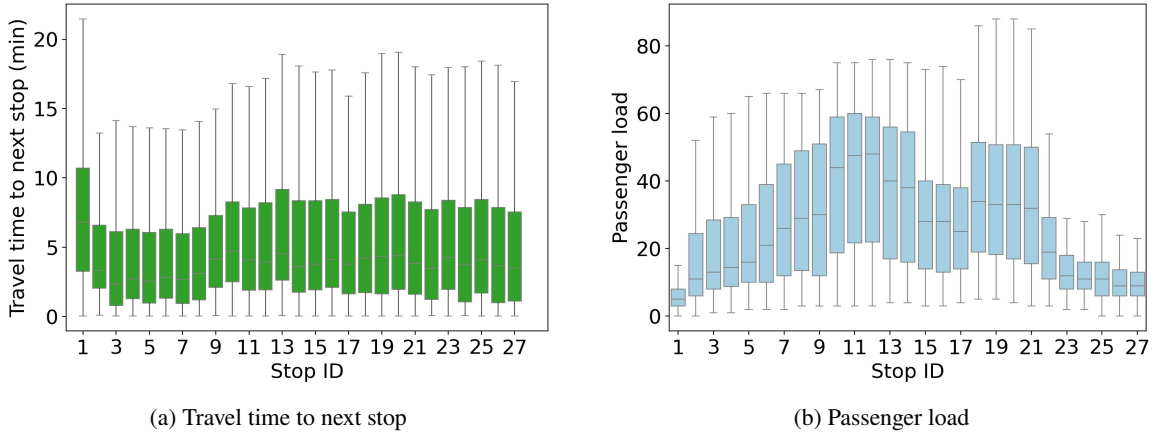 Travel time to next stop (min)
20
15
10
5
0
1 3 5 7 9 11 13 15 17 19 21 23 25 27
Stop ID
(a) Travel time to next stop
Passenger load
80
60
40
20
0
1 3 5 7 9 11 13 15 17 19 21 23 25 27
Stop ID
(b) Passenger load